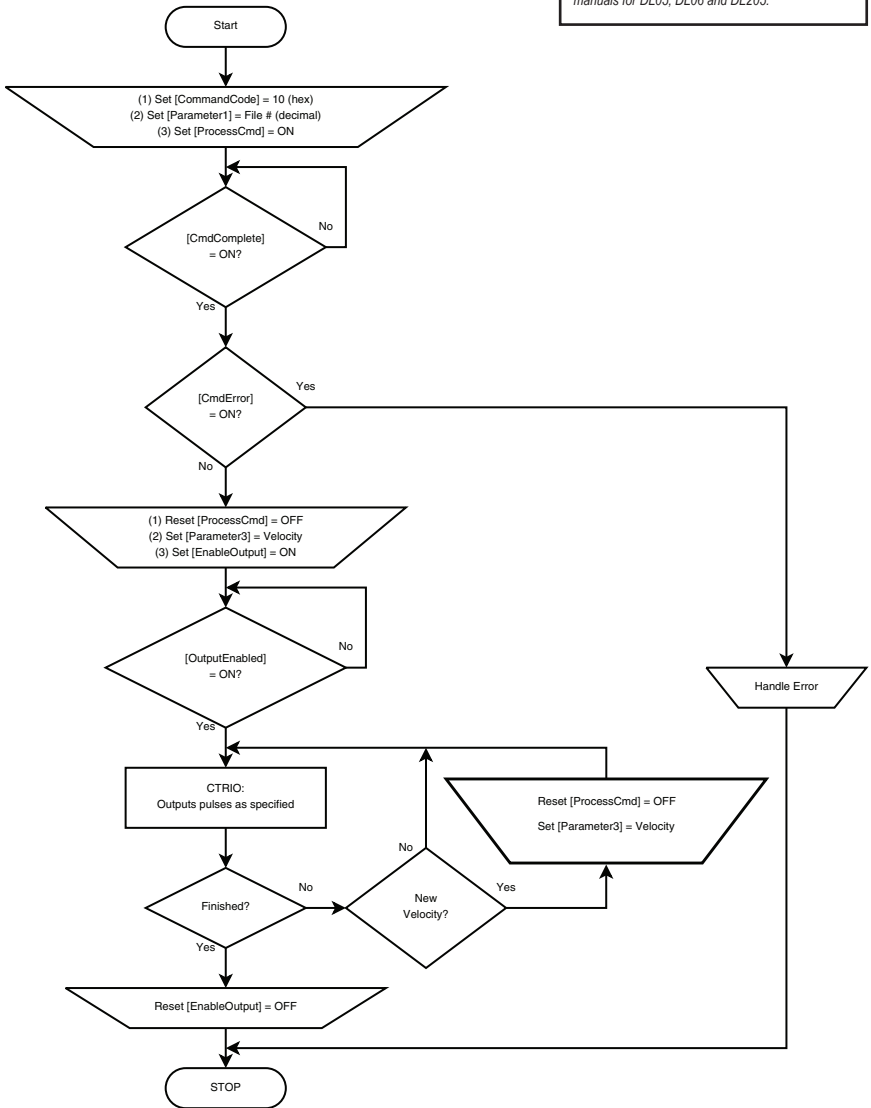 manuals for DL05, DL06 and DL205.
Start
(1) Set [CommandCode] = 10 (hex)
(2) Set [Parameter1] = File # (decimal)
(3) Set [ProcessCmd] = ON
No
[CmdComplete]
= ON?
Yes
Yes
[CmdError]
= ON?
No
(1) Reset [ProcessCmd] = OFF
(2) Set [Parameter3] = Velocity
(3) Set [EnableOutput] = ON
No
[OutputEnabled]
= ON?
Handle Error
Yes
CTRIO:
Outputs pulses as specified
Reset [ProcessCmd] = OFF
Set [Parameter3] = Velocity
No
No
Yes
Finished?
New
Velocity?
Yes
Reset [EnableOutput] = OFF
STOP